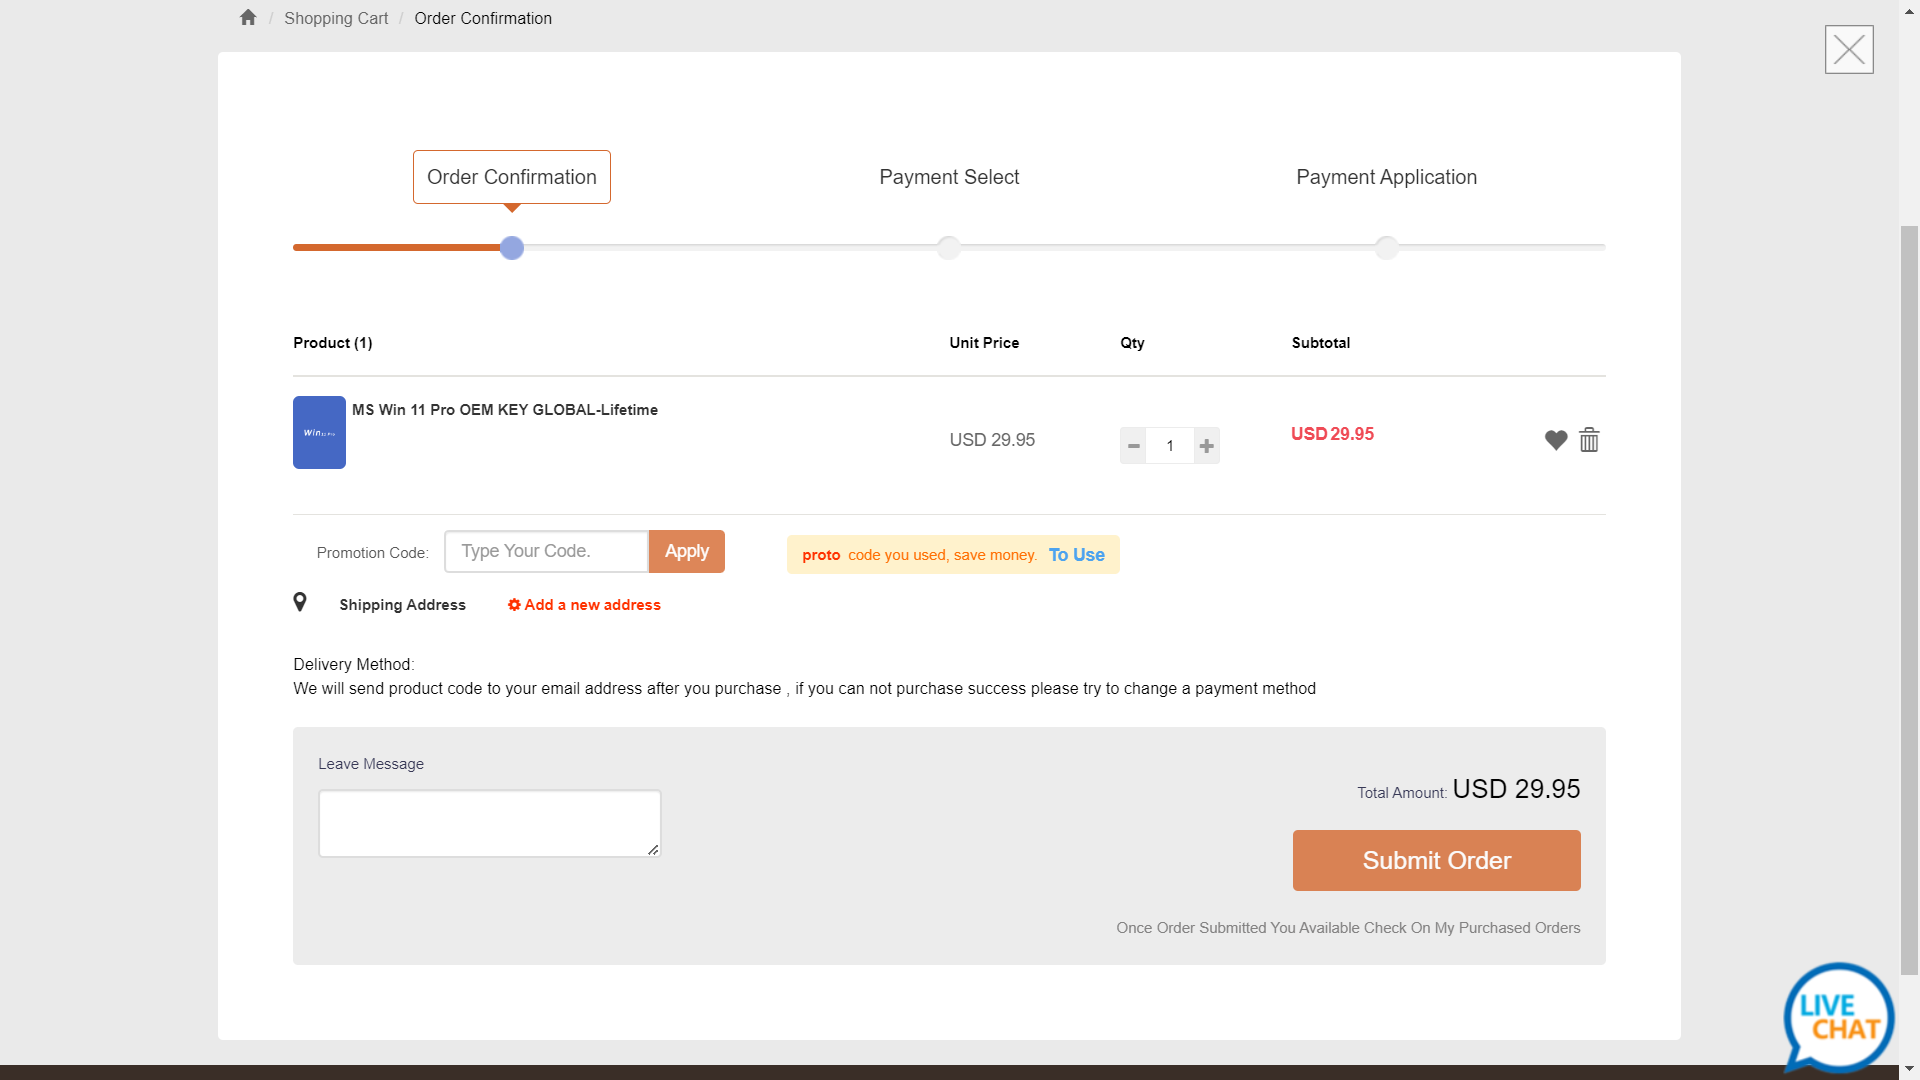 Shopping Cart / Order Confirmation
Order Confirmation
Payment Select
Payment Application
Product (1)
Unit Price
Qty
Subtotal
Win 11 Pro
MS Win 11 Pro OEM KEY GLOBAL-Lifetime
USD 29.95
1
USD 29.95
Promotion Code:
Type Your Code.
Apply
proto code you used, save money. To Use
Shipping Address
Add a new address
Delivery Method:
We will send product code to your email address after you purchase , if you can not purchase success please try to change a payment method
Leave Message
Total Amount: USD 29.95
Submit Order
Once Order Submitted You Available Check On My Purchased Orders
LIVE
CHAT